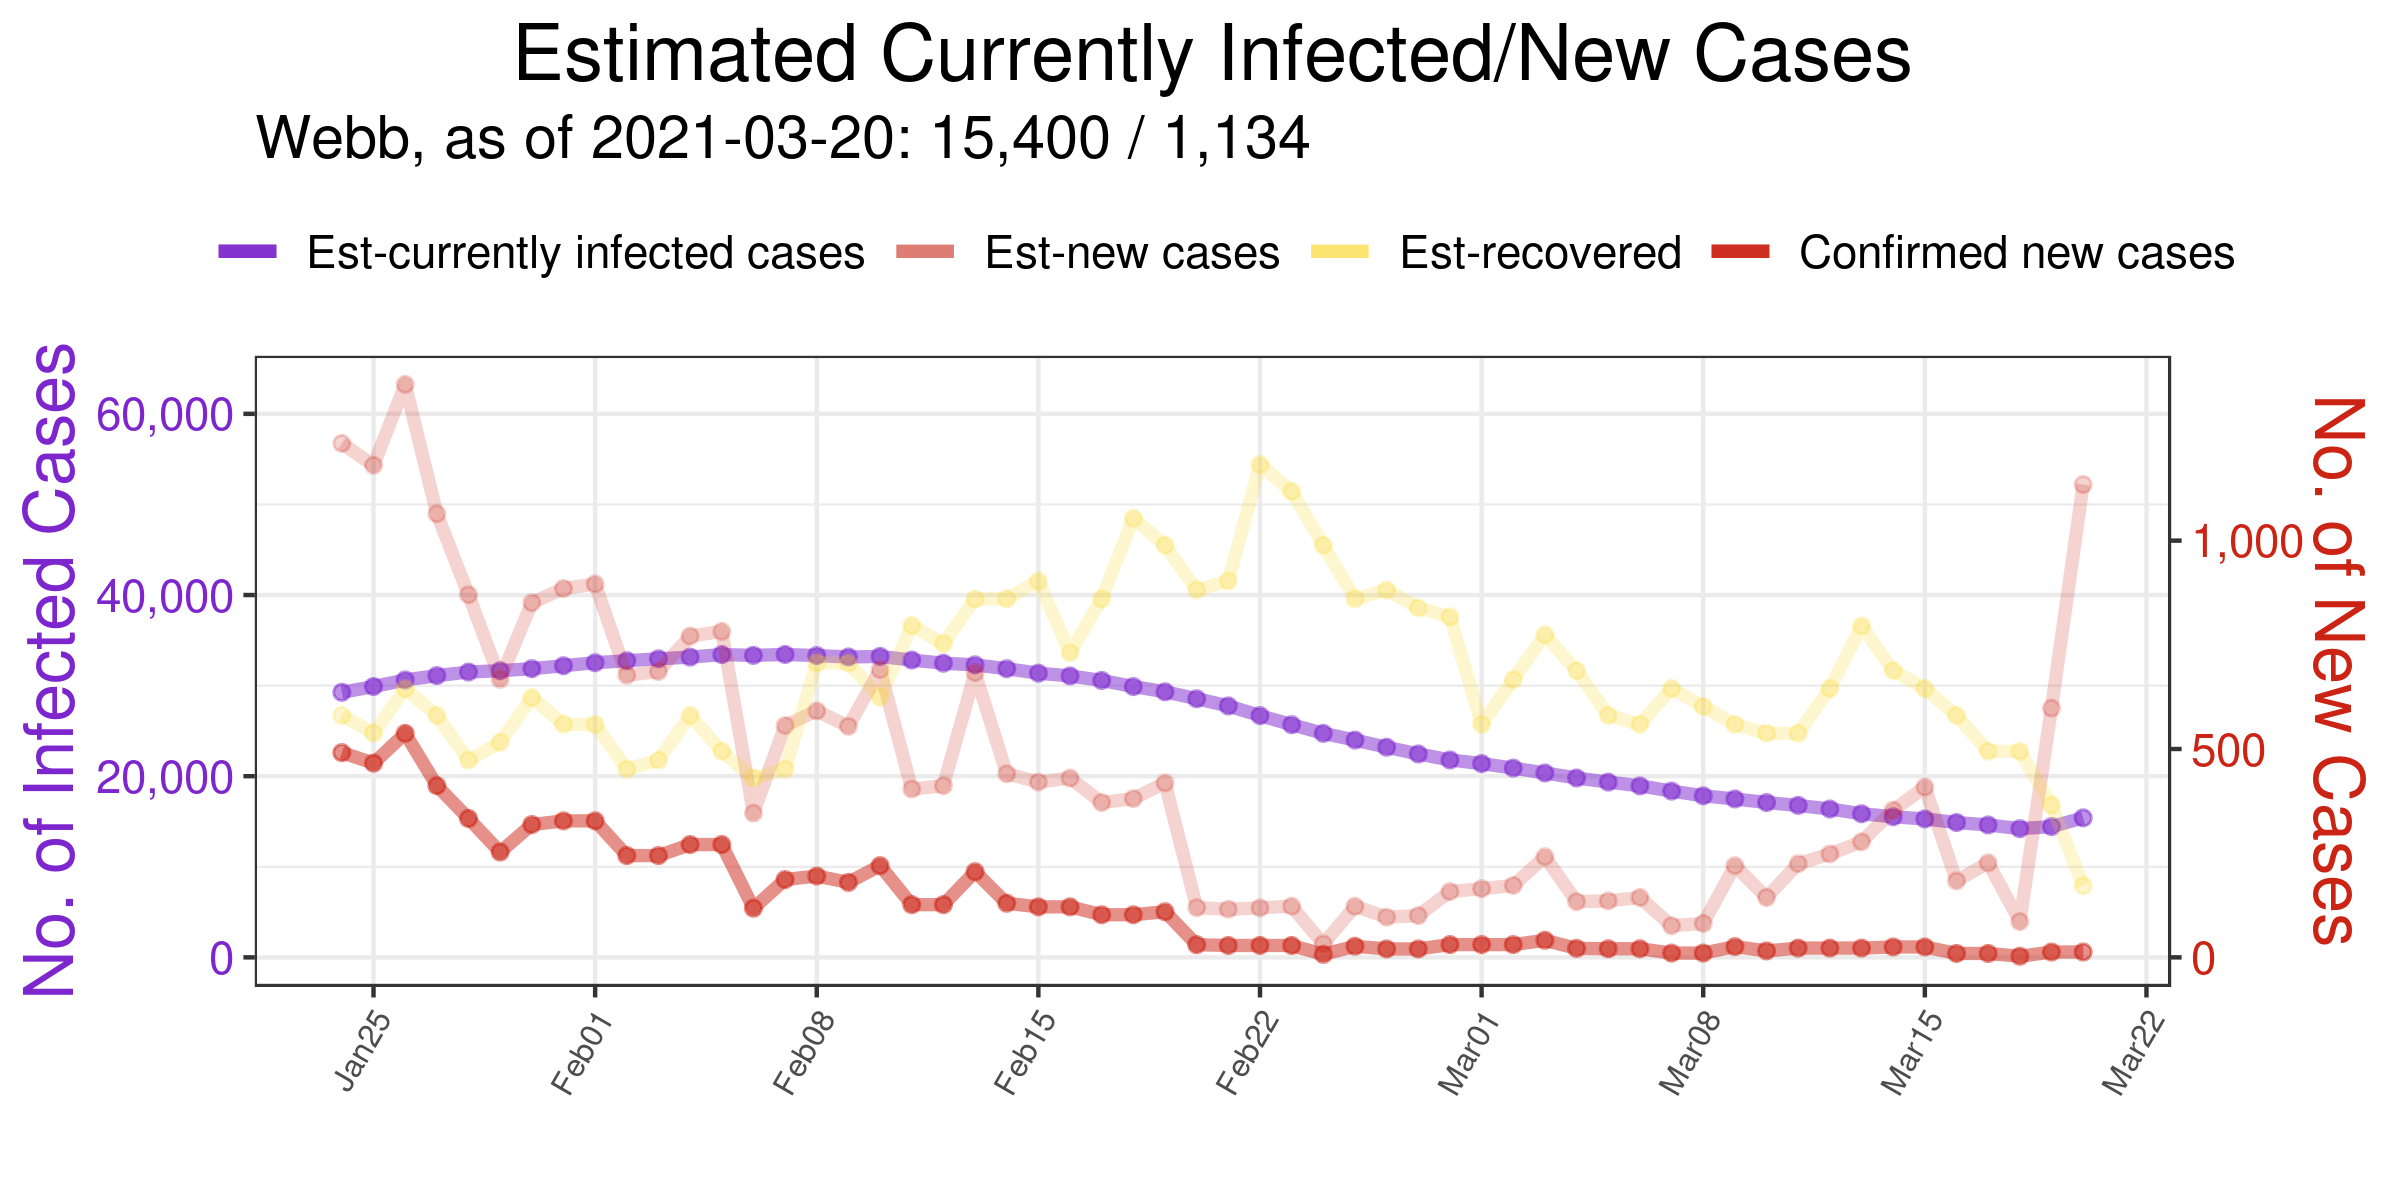 Estimated Currently Infected/New Cases
Webb, as of 2021-03-20: 15,400 / 1,134
Est-currently infected cases Est-new cases Est-recovered Confirmed new cases
No. of Infected Cases
60,000
40,000
20,000
0
No. of New Cases
1,000
500
0
Jan25 Feb01 Feb08 Feb15 Feb22 Mar01 Mar08 Mar15 Mar22